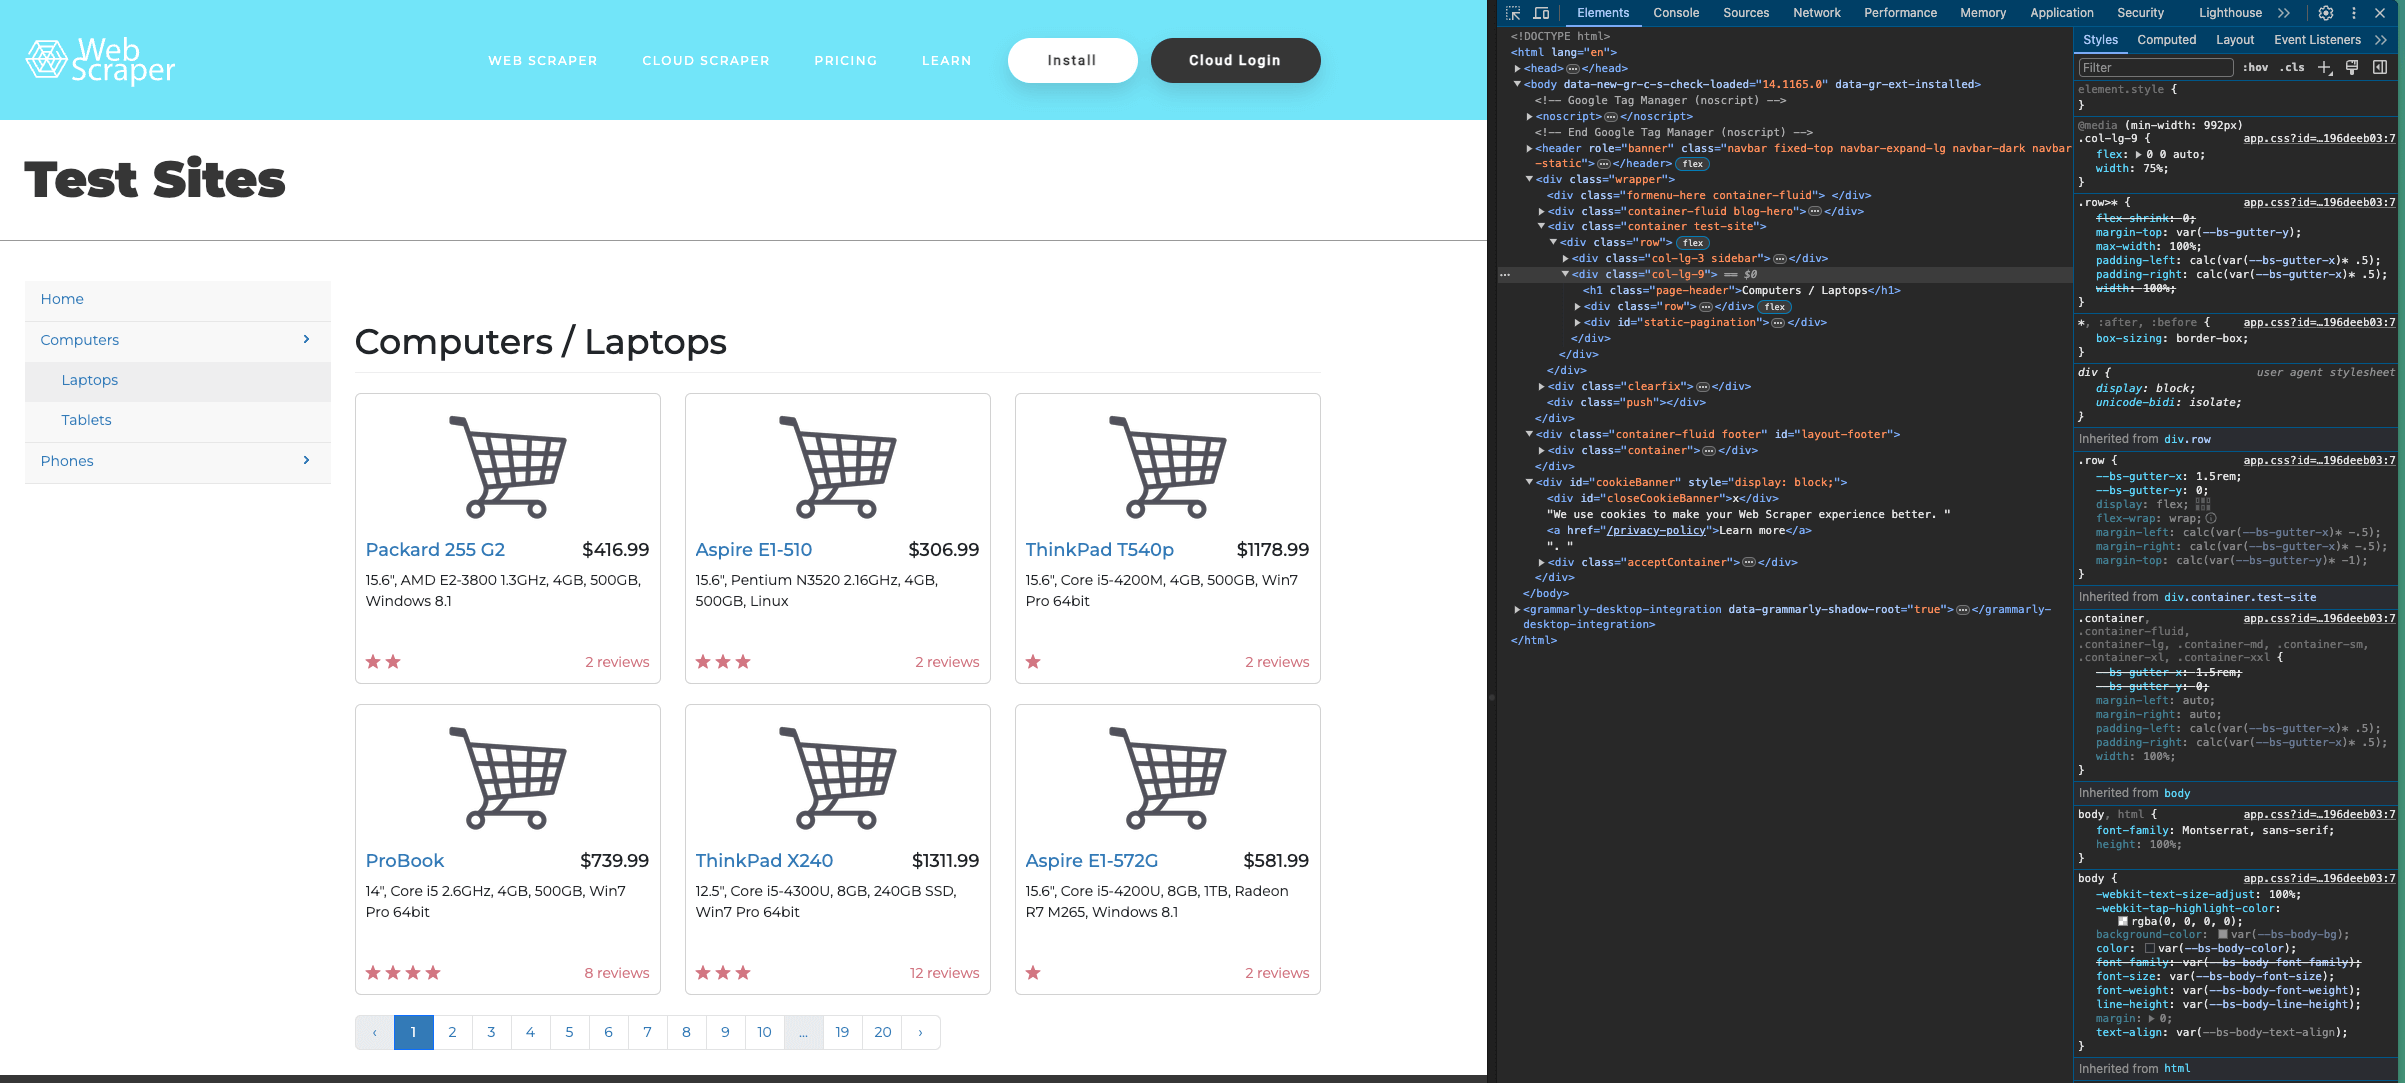 Web
Scraper
WEB SCRAPER
CLOUD SCRAPER
PRICING
LEARN
Install
Cloud Login
Test Sites
Home
Computers
Laptops
Tablets
Phones
Computers / Laptops
Packard 255 G2 $416.99
15.6", AMD E2-3800 1.3GHz, 4GB, 500GB,
Windows 8.1
2 reviews
Aspire E1-510 $306.99
15.6", Pentium N3520 2.16GHz, 4GB,
500GB, Linux
2 reviews
ThinkPad T540p $1178.99
15.6", Core i5-4200M, 4GB, 500GB, Win7
Pro 64bit
2 reviews
ProBook $739.99
14", Core i5 2.6GHz, 4GB, 500GB, Win7
Pro 64bit
8 reviews
ThinkPad X240 $1311.99
12.5", Core i5-4300U, 8GB, 240GB SSD,
Win7 Pro 64bit
12 reviews
Aspire E1-572G $581.99
15.6", Core i5-4200U, 8GB, 1TB, Radeon
R7 M265, Windows 8.1
2 reviews
‹ 1 2 3 4 5 6 7 8 9 10 ... 19 20 ›
Elements Console Sources Network Performance Memory Application Security Lighthouse
<!DOCTYPE html>
<html lang="en">
<head> </head>
<body data-new-gr-c-s-check-loaded="14.1165.0" data-gr-ext-installed>
<!-- Google Tag Manager (noscript) -->
<noscript> </noscript>
<!-- End Google Tag Manager (noscript) -->
<header role="banner" class="navbar fixed-top navbar-expand-lg navbar-dark navbar
-static"> </header> flex
<div class="wrapper">
<div class="formenu-here container-fluid"> </div>
<div class="container-fluid blog-hero"> </div>
<div class="container test-site">
<div class="row"> flex
<div class="col-lg-3 sidebar"> </div>
<div class="col-lg-9"> == $0
<h1 class="page-header">Computers / Laptops</h1>
<div class="row"> </div> flex
<div id="static-pagination"> </div>
</div>
</div>
</div>
<div class="clearfix"> </div>
<div class="push"></div>
</div>
<div class="container-fluid footer" id="layout-footer">
<div class="container"> </div>
</div>
<div id="cookieBanner" style="display: block;">
<div id="closeCookieBanner">x</div>
"We use cookies to make your Web Scraper experience better. "
<a href="/privacy-policy">Learn more</a>
". "
<div class="acceptContainer"> </div>
</div>
</body>
<grammarly-desktop-integration data-grammarly-shadow-root="true"> </grammarly-
desktop-integration>
</html>
Styles Computed Layout Event Listeners
Filter :hov .cls
element.style {
}
@media (min-width: 992px)
.col-lg-9 { app.css?id=…196deeb03:7
flex: 0 0 auto;
width: 75%;
}
.row>* { app.css?id=…196deeb03:7
flex-shrink: 0;
margin-top: var(--bs-gutter-y);
max-width: 100%;
padding-left: calc(var(--bs-gutter-x)* .5);
padding-right: calc(var(--bs-gutter-x)* .5);
width: 100%;
}
*, :after, :before { app.css?id=…196deeb03:7
box-sizing: border-box;
}
div { user agent stylesheet
display: block;
unicode-bidi: isolate;
}
Inherited from div.row
.row { app.css?id=…196deeb03:7
--bs-gutter-x: 1.5rem;
--bs-gutter-y: 0;
display: flex;
flex-wrap: wrap;
margin-left: calc(var(--bs-gutter-x)* -.5);
margin-right: calc(var(--bs-gutter-x)* -.5);
margin-top: calc(var(--bs-gutter-y)* -1);
}
Inherited from div.container.test-site
.container, app.css?id=…196deeb03:7
.container-fluid,
.container-lg, .container-md, .container-sm,
.container-xl, .container-xxl {
--bs-gutter-x: 1.5rem;
--bs-gutter-y: 0;
margin-left: auto;
margin-right: auto;
padding-left: calc(var(--bs-gutter-x)* .5);
padding-right: calc(var(--bs-gutter-x)* .5);
width: 100%;
}
Inherited from body
body, html { app.css?id=…196deeb03:7
font-family: Montserrat, sans-serif;
height: 100%;
}
body { app.css?id=…196deeb03:7
-webkit-text-size-adjust: 100%;
-webkit-tap-highlight-color:
rgba(0, 0, 0, 0);
background-color: var(--bs-body-bg);
color: var(--bs-body-color);
font-family: var(--bs-body-font-family);
font-size: var(--bs-body-font-size);
font-weight: var(--bs-body-font-weight);
line-height: var(--bs-body-line-height);
margin: 0;
text-align: var(--bs-body-text-align);
}
Inherited from html